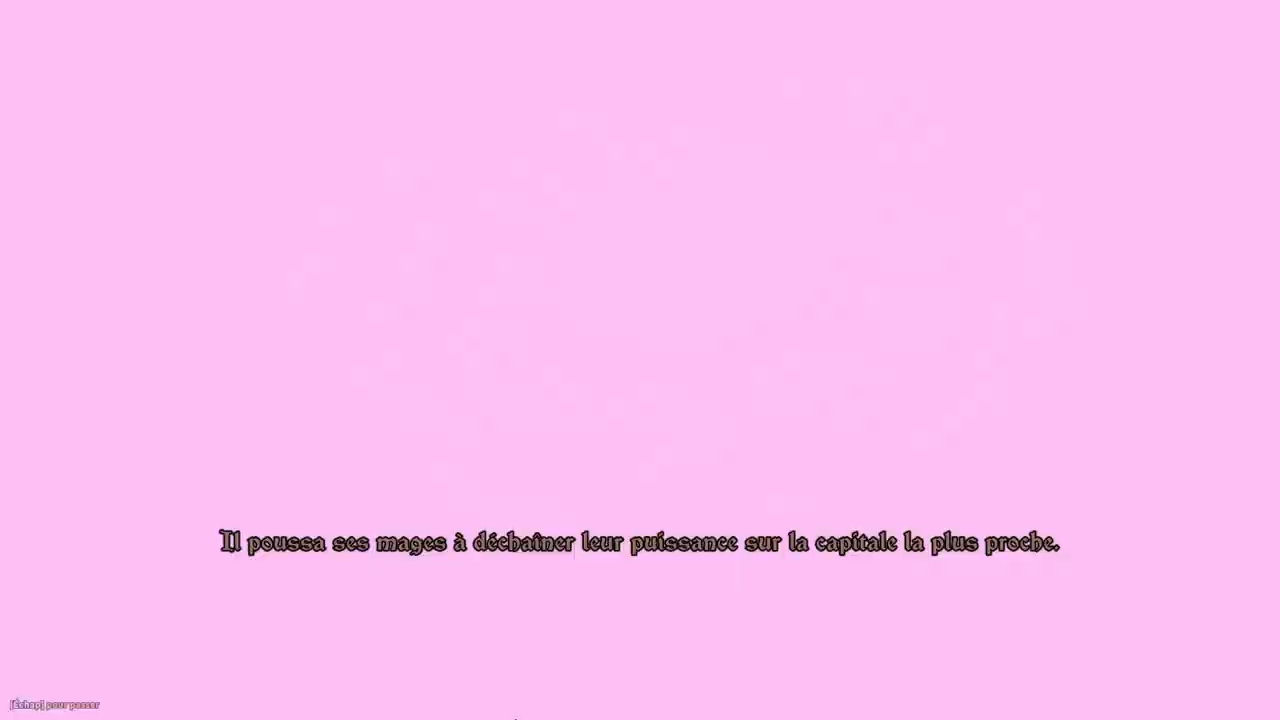 Il poussa ses mages à déchaîner leur puissance sur la capitale la plus proche.
[Échap] pour passer